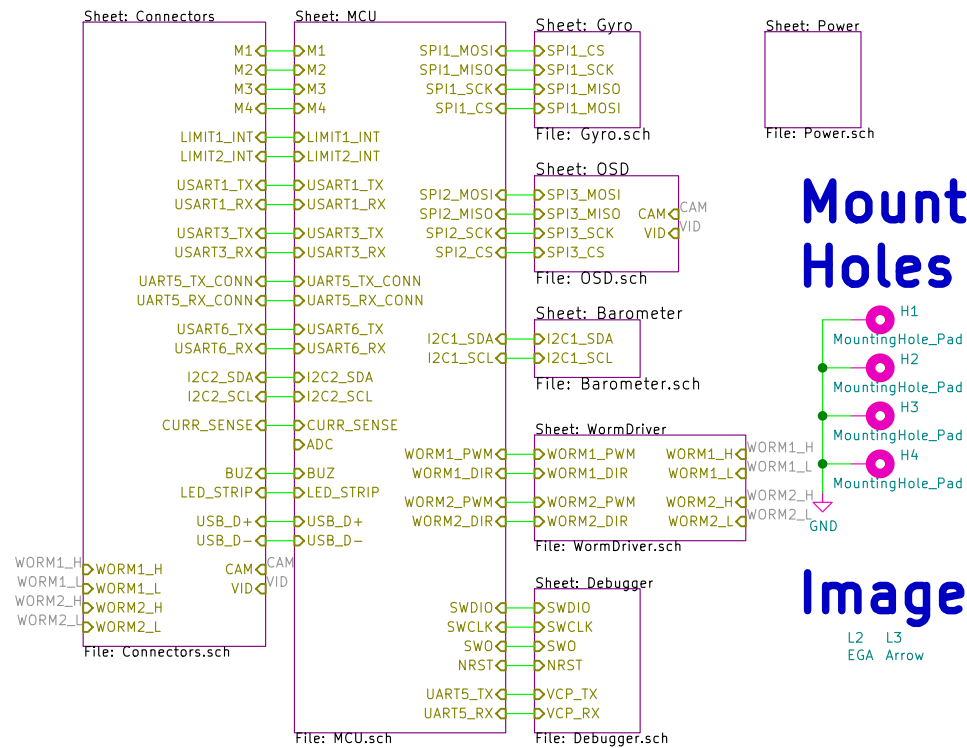 Sheet: Connectors
M1
M2
M3
M4
LIMIT1_INT
LIMIT2_INT
USART1_TX
USART1_RX
USART3_TX
USART3_RX
UART5_TX_CONN
UART5_RX_CONN
USART6_TX
USART6_RX
I2C2_SDA
I2C2_SCL
CURR_SENSE
BUZ
LED_STRIP
USB_D+
USB_D-
CAM
VID
CAM
VID
WORM1_H
WORM1_L
WORM2_H
WORM2_L
WORM1_H
WORM1_L
WORM2_H
WORM2_L
File: Connectors.sch
Sheet: MCU
M1
M2
M3
M4
LIMIT1_INT
LIMIT2_INT
USART1_TX
USART1_RX
USART3_TX
USART3_RX
UART5_TX_CONN
UART5_RX_CONN
USART6_TX
USART6_RX
I2C2_SDA
I2C2_SCL
CURR_SENSE
ADC
BUZ
LED_STRIP
USB_D+
USB_D-
SPI1_MOSI
SPI1_MISO
SPI1_SCK
SPI1_CS
SPI2_MOSI
SPI2_MISO
SPI2_SCK
SPI2_CS
I2C1_SDA
I2C1_SCL
WORM1_PWM
WORM1_DIR
WORM2_PWM
WORM2_DIR
SWDIO
SWCLK
SWO
NRST
UART5_TX
UART5_RX
File: MCU.sch
Sheet: Gyro
SPI1_CS
SPI1_SCK
SPI1_MISO
SPI1_MOSI
File: Gyro.sch
Sheet: OSD
SPI3_MOSI
SPI3_MISO
SPI3_SCK
SPI3_CS
CAM
VID
CAM
VID
File: OSD.sch
Sheet: Barometer
I2C1_SDA
I2C1_SCL
File: Barometer.sch
Sheet: WormDriver
WORM1_PWM
WORM1_DIR
WORM2_PWM
WORM2_DIR
WORM1_H
WORM1_L
WORM2_H
WORM2_L
WORM1_H
WORM1_L
WORM2_H
WORM2_L
File: WormDriver.sch
Sheet: Debugger
SWDIO
SWCLK
SWO
NRST
VCP_TX
VCP_RX
File: Debugger.sch
Sheet: Power
File: Power.sch
Mount
Holes
H1
MountingHole_Pad
H2
MountingHole_Pad
H3
MountingHole_Pad
H4
MountingHole_Pad
GND
Image
L2 L3
EGA Arrow